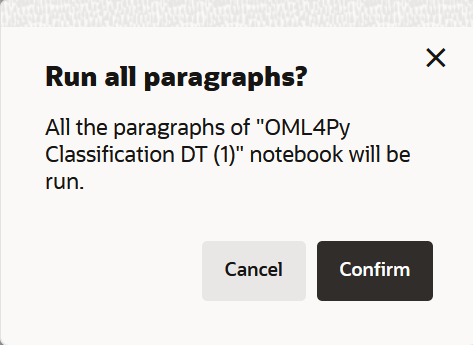 Run all paragraphs?
All the paragraphs of "OML4Py
Classification DT (1)" notebook will be
run.
Cancel
Confirm